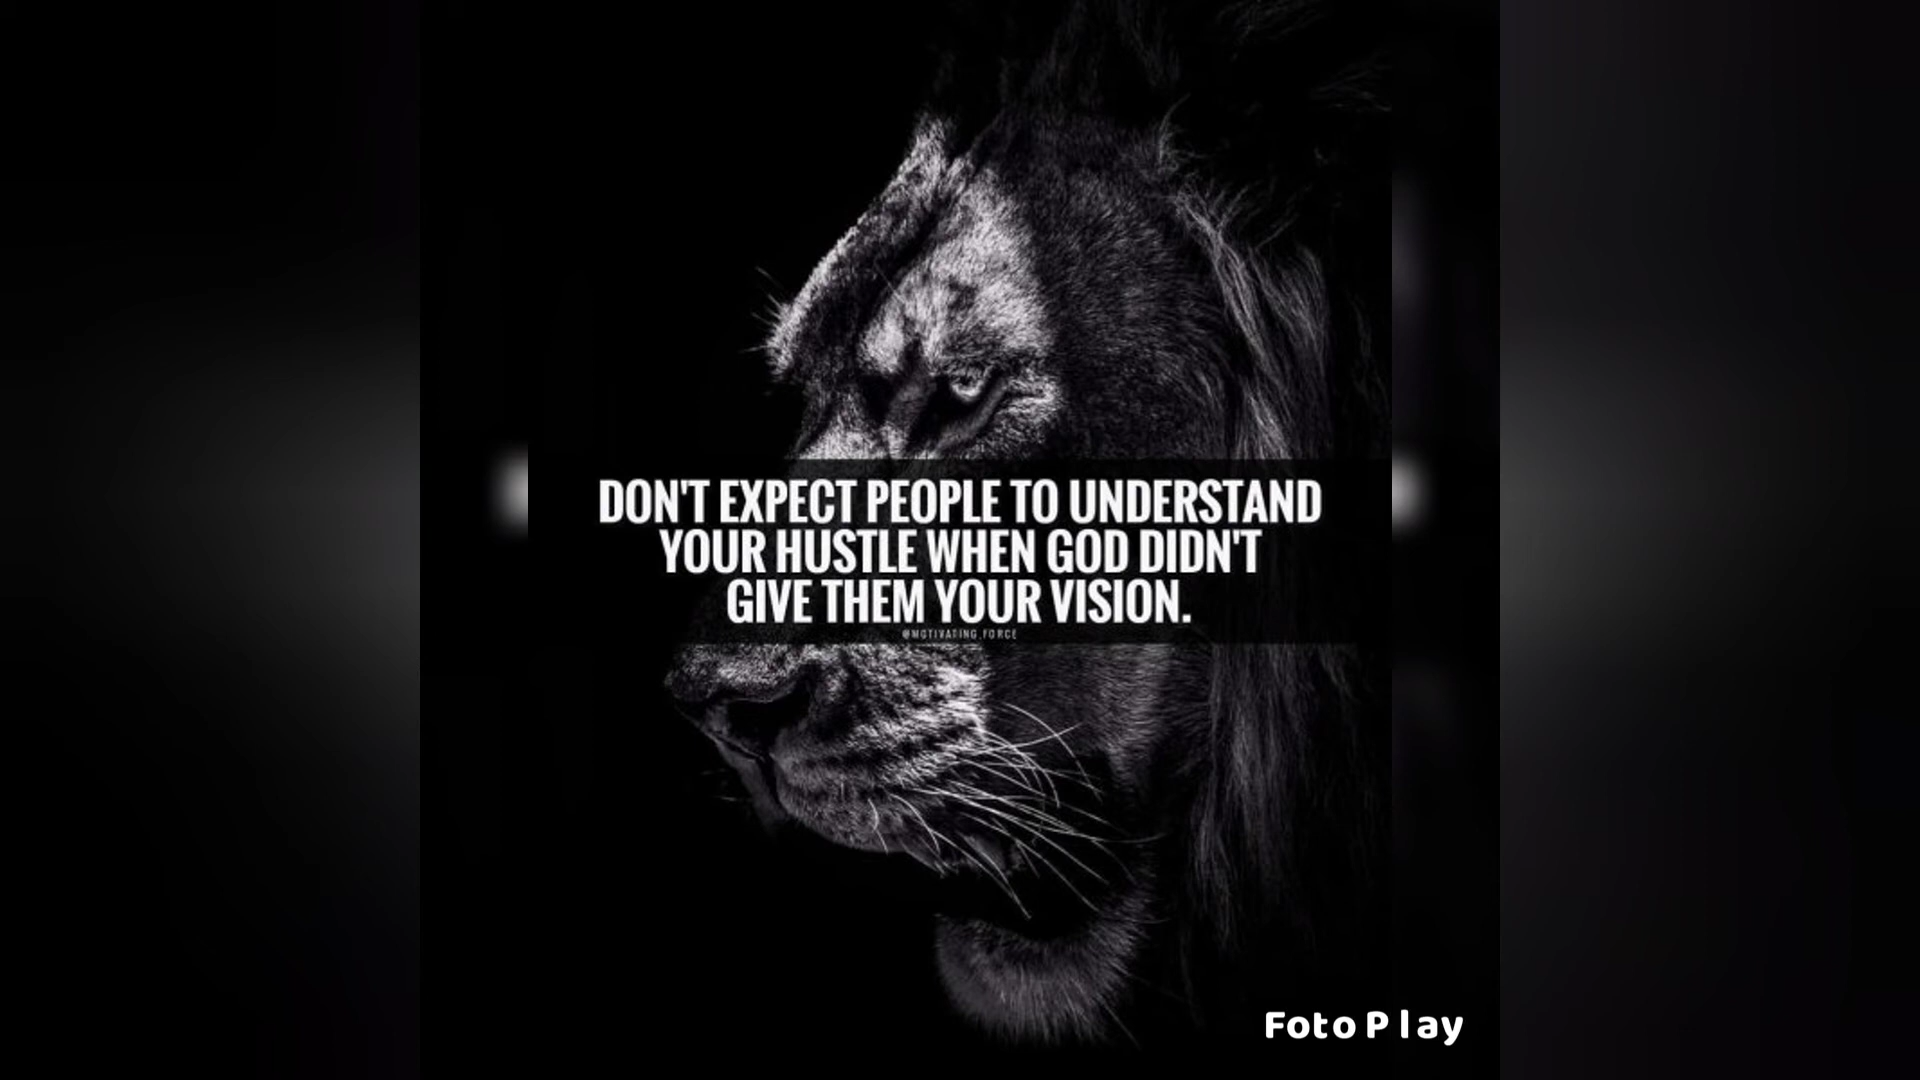 DON'T EXPECT PEOPLE TO UNDERSTAND
YOUR HUSTLE WHEN GOD DIDN'T
GIVE THEM YOUR VISION.
@MOTIVATING.FORCE
FotoPlay